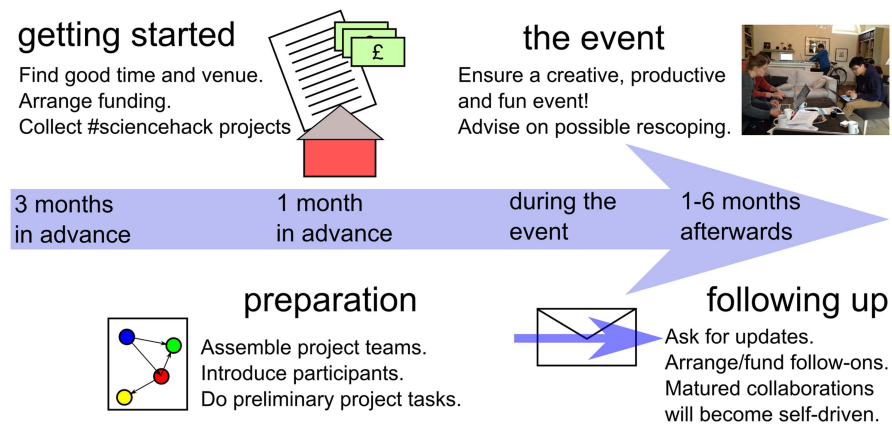 getting started
Find good time and venue.
Arrange funding.
Collect #sciencehack projects
£
the event
Ensure a creative, productive
and fun event!
Advise on possible rescoping.
3 months
in advance
1 month
in advance
during the
event
1-6 months
afterwards
preparation
Assemble project teams.
Introduce participants.
Do preliminary project tasks.
following up
Ask for updates.
Arrange/fund follow-ons.
Matured collaborations
will become self-driven.